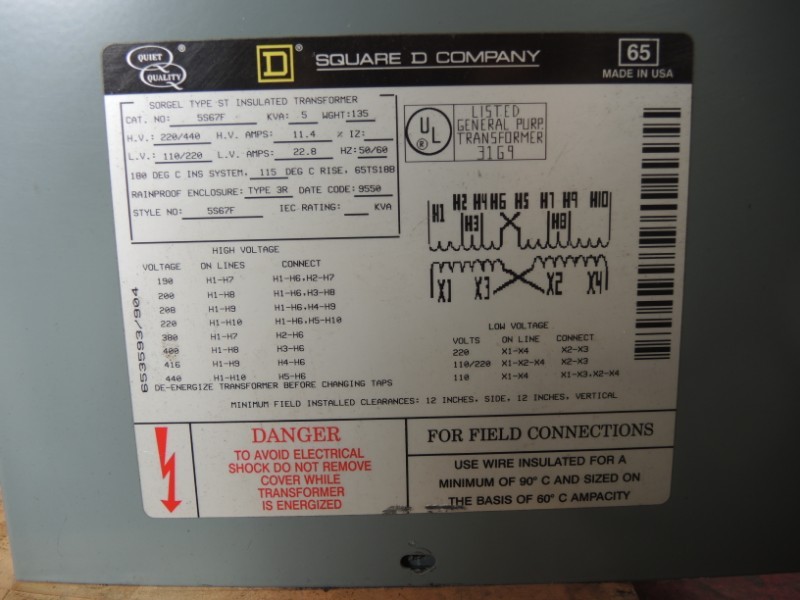 QUIET QUALITY ®
D ® SQUARE D COMPANY
65
MADE IN USA
SORGEL TYPE ST INSULATED TRANSFORMER
CAT. NO: 5S67F KVA: 5 WGHT: 135
H.V.: 220/440 H.V. AMPS: 11.4 % IZ:
L.V.: 110/220 L.V. AMPS: 22.8 HZ: 50/60
180 DEG C INS SYSTEM, 115 DEG C RISE, 65TS188
RAINPROOF ENCLOSURE: TYPE 3R DATE CODE: 9550
STYLE NO: 5S67F IEC RATING: KVA
UL ®
LISTED
GENERAL PURP.
TRANSFORMER
31G9
H1 H2 H4 H6 H5 H7 H9 H10
H3 H8
X1 X3 X2 X4
HIGH VOLTAGE
VOLTAGE ON LINES CONNECT
190 H1-H7 H1-H6,H2-H7
200 H1-H8 H1-H6,H3-H8
208 H1-H9 H1-H6,H4-H9
220 H1-H10 H1-H6,H5-H10
380 H1-H7 H2-H6
400 H1-H8 H3-H6
416 H1-H9 H4-H6
440 H1-H10 H5-H6
653593/904
LOW VOLTAGE
VOLTS ON LINE CONNECT
220 X1-X4 X2-X3
110/220 X1-X2-X4 X2-X3
110 X1-X4 X1-X3,X2-X4
DE-ENERGIZE TRANSFORMER BEFORE CHANGING TAPS
MINIMUM FIELD INSTALLED CLEARANCES: 12 INCHES, SIDE, 12 INCHES, VERTICAL
DANGER
TO AVOID ELECTRICAL
SHOCK DO NOT REMOVE
COVER WHILE
TRANSFORMER
IS ENERGIZED
FOR FIELD CONNECTIONS
USE WIRE INSULATED FOR A
MINIMUM OF 90° C AND SIZED ON
THE BASIS OF 60° C AMPACITY